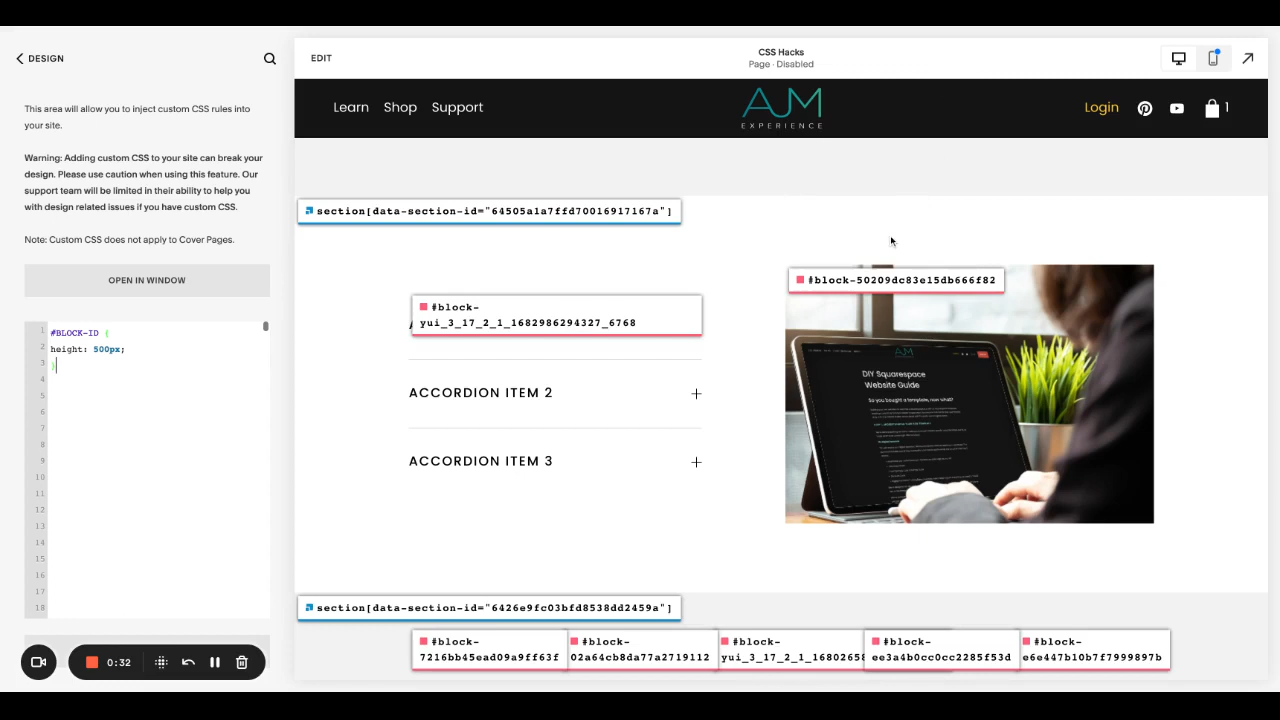 DESIGN
This area will allow you to inject custom CSS rules into
your site.
Warning: Adding custom CSS to your site can break your
design. Please use caution when using this feature. Our
support team will be limited in their ability to help you
with design related issues if you have custom CSS.
Note: Custom CSS does not apply to Cover Pages.
OPEN IN WINDOW
1 #BLOCK-ID {
2 height: 500px;
3 }
4
5
6
7
8
9
10
11
12
13
14
15
16
17
18
0:32
EDIT
CSS Hacks
Page · Disabled
Learn Shop Support
AJM
EXPERIENCE
Login 1
section[data-section-id="64505a1a7ffd70016917167a"]
#block-
yui_3_17_2_1_1682986294327_6768
ACCORDION ITEM 2
ACCORDION ITEM 3
#block-50209dc83e15db666f82
DIY Squarespace
Website Guide
So you bought a template, now what?
section[data-section-id="6426e9fc03bfd8538dd2459a"]
#block-
7216bb45ead09a9ff63f
#block-
02a64cb8da77a2719112
#block-
yui_3_17_2_1_16802658
#block-
ee3a4b0cc0cc2285f53d
#block-
e6e447b10b7f7999897b